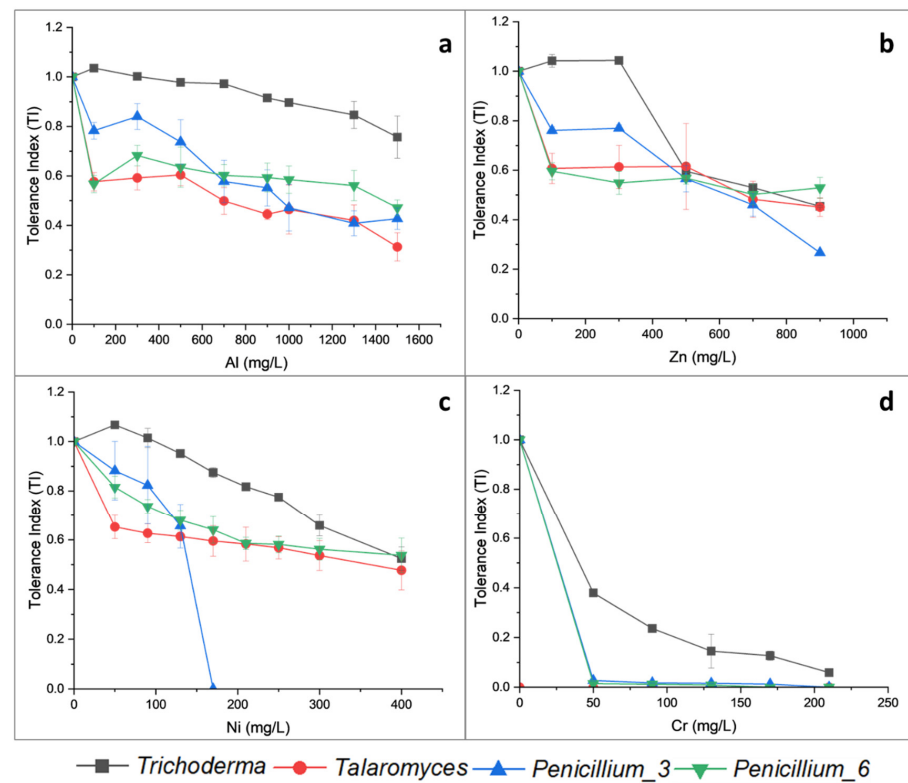 a
Tolerance Index (TI)
1.2
1.0
0.8
0.6
0.4
0.2
0.0
0 200 400 600 800 1000 1200 1400 1600
Al (mg/L)
b
Tolerance Index (TI)
1.2
1.0
0.8
0.6
0.4
0.2
0.0
0 200 400 600 800 1000
Zn (mg/L)
c
Tolerance Index (TI)
1.2
1.0
0.8
0.6
0.4
0.2
0.0
0 100 200 300 400
Ni (mg/L)
d
Tolerance Index (TI)
1.2
1.0
0.8
0.6
0.4
0.2
0.0
0 50 100 150 200 250
Cr (mg/L)
Trichoderma Talaromyces Penicillium_3 Penicillium_6